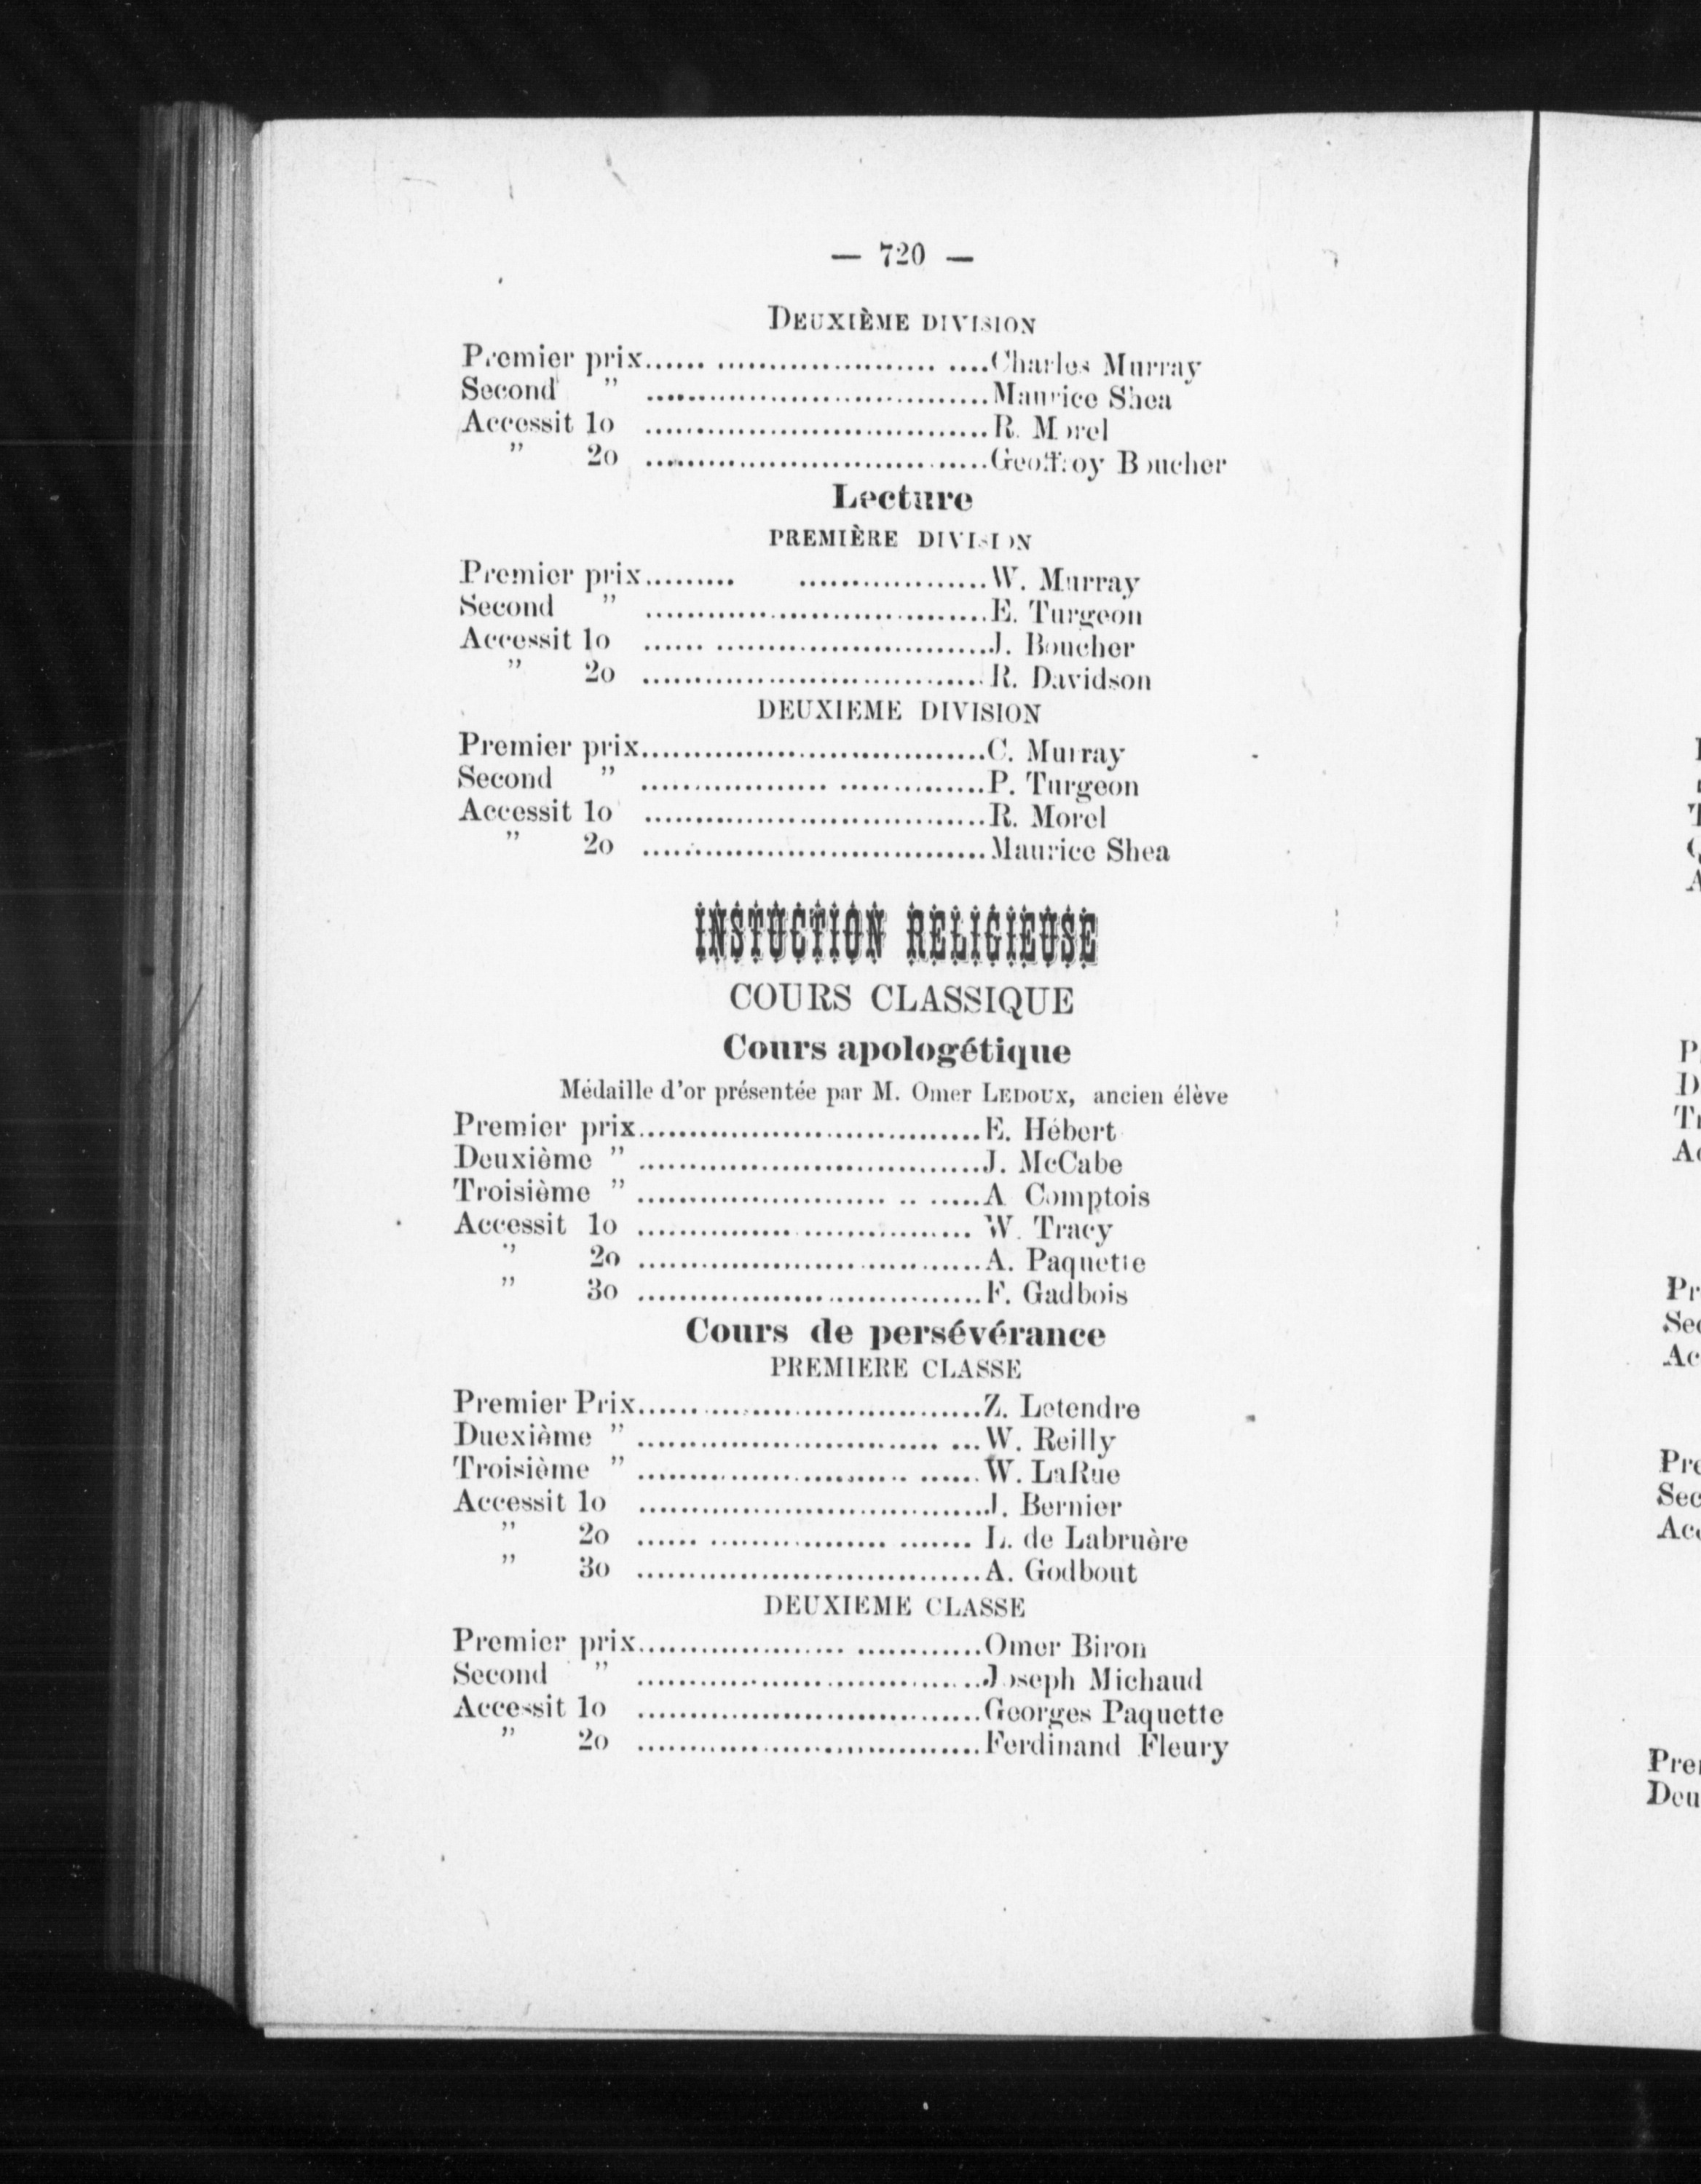 — 720 —
DEUXIÈME DIVISION
Premier prix...... ..................... ....Charles Murray
Second " .................................Maurice Shea
Accessit 1o .................................R. Morel
" 2o .................................Geoffroy Boucher
Lecture
PREMIÈRE DIVISION
Premier prix......... ..................W. Murray
Second " .................................E. Turgeon
Accessit 1o ...... ..........................J. Boucher
" 2o .................................R. Davidson
DEUXIEME DIVISION
Premier prix.................................C. Murray
Second " .................. ..............P. Turgeon
Accessit 1o .................................R. Morel
" 2o .................................Maurice Shea
INSTUCTION RELIGIEUSE
COURS CLASSIQUE
Cours apologétique
Médaille d'or présentée par M. Omer LEDOUX, ancien élève
Premier prix.................................E. Hébert
Deuxième " .................................J. McCabe
Troisième " ........................ .. .....A Comptois
Accessit 1o ................................ W. Tracy
" 2o .................................A. Paquette
" 3o .................................F. Gadbois
Cours de persévérance
PREMIERE CLASSE
Premier Prix.................................Z. Letendre
Duexième " ............................. ...W. Reilly
Troisième " .......................... ......W. LaRue
Accessit 1o .................................J. Bernier
" 2o ...... ................. ....... L. de Labruère
" 3o .................................A. Godbout
DEUXIEME CLASSE
Premier prix.................... ............Omer Biron
Second " .................................Joseph Michaud
Accessit 1o .................................Georges Paquette
" 2o .................................Ferdinand Fleury